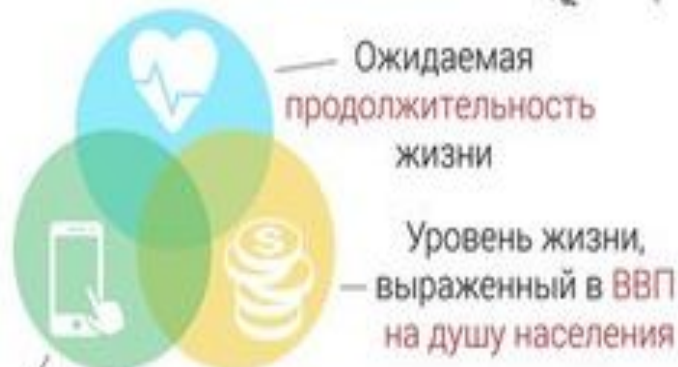 Ожидаемая
продолжительность
жизни
Уровень жизни,
выраженный в ВВП
на душу населения